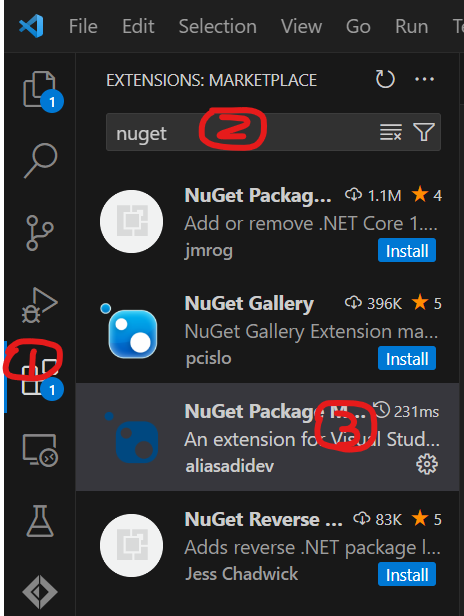 File Edit Selection View Go Run
EXTENSIONS: MARKETPLACE
1
nuget
2
NuGet Packag... 1.1M 4
Add or remove .NET Core 1....
jmrog Install
NuGet Gallery 396K 5
NuGet Gallery Extension ma...
pcislo Install
1
1
NuGet Package M... 231ms
3
An extension for Visual Stud...
aliasadidev
NuGet Reverse ... 83K 5
Adds reverse .NET package l...
Jess Chadwick Install